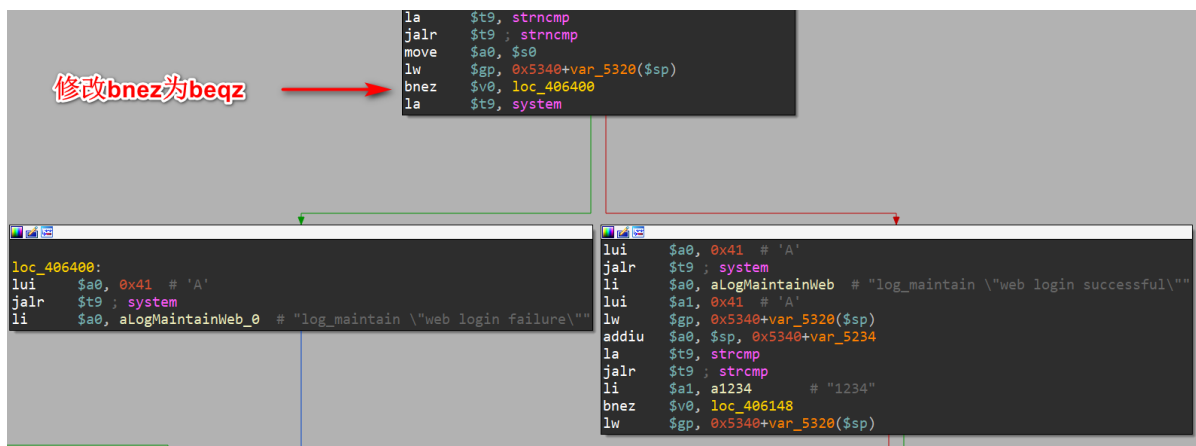 la $t9, strncmp
jalr $t9 ; strncmp
move $a0, $s0
lw $gp, 0x5340+var_5320($sp)
修改bnez为beqz
bnez $v0, loc_406400
la $t9, system
loc_406400:
lui $a0, 0x41 # 'A'
jalr $t9 ; system
li $a0, aLogMaintainWeb_0 # "log_maintain \"web login failure\""
lui $a0, 0x41 # 'A'
jalr $t9 ; system
li $a0, aLogMaintainWeb # "log_maintain \"web login successful\""
lui $a1, 0x41 # 'A'
lw $gp, 0x5340+var_5320($sp)
addiu $a0, $sp, 0x5340+var_5234
la $t9, strcmp
jalr $t9 ; strcmp
li $a1, a1234 # "1234"
bnez $v0, loc_406148
lw $gp, 0x5340+var_5320($sp)